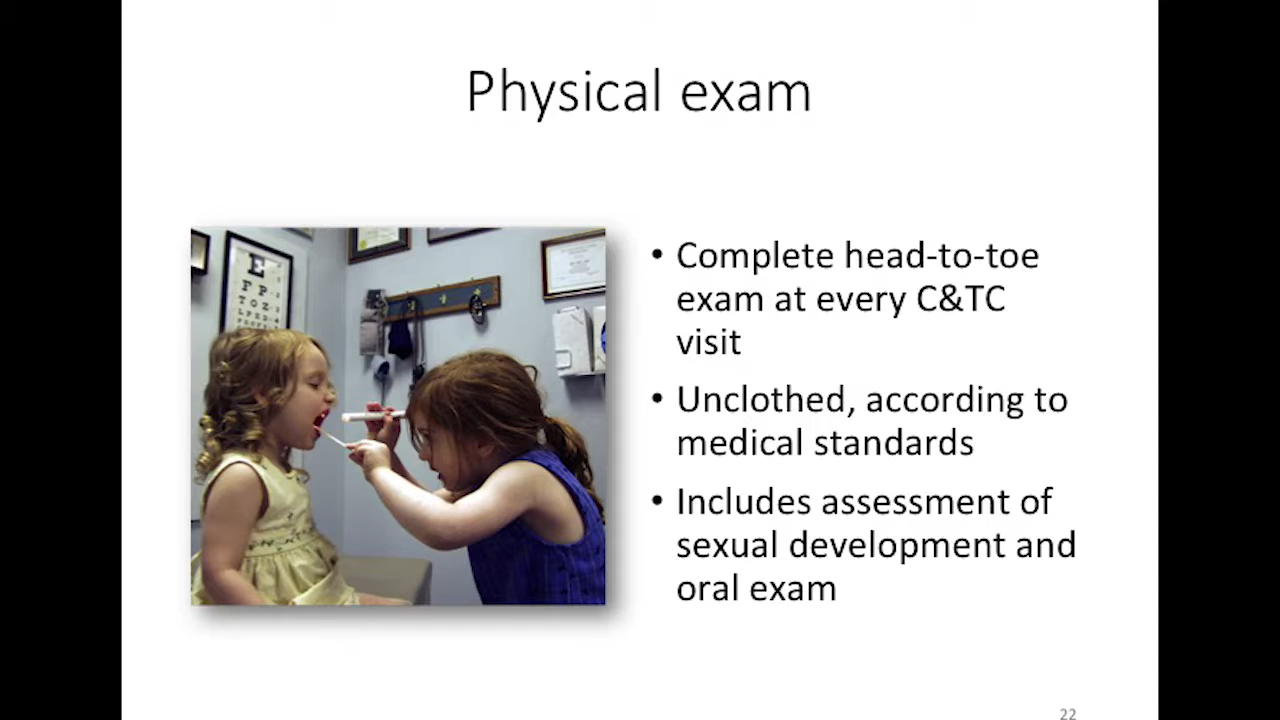 Physical exam
• Complete head-to-toe
exam at every C&TC
visit
• Unclothed, according to
medical standards
• Includes assessment of
sexual development and
oral exam
E
F P
T O Z
L P E D
22